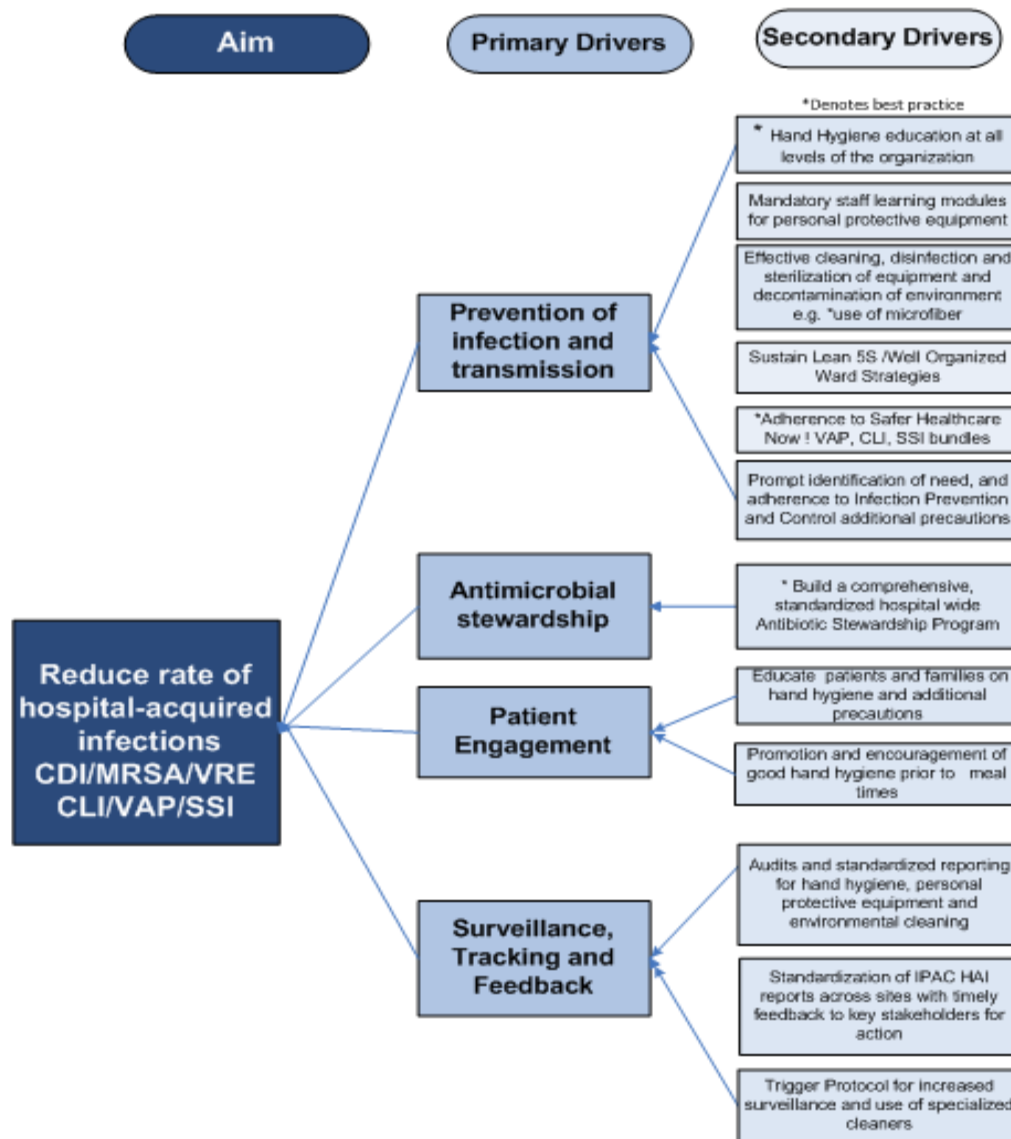 Aim
Primary Drivers
Secondary Drivers
*Denotes best practice
* Hand Hygiene education at all
levels of the organization
Mandatory staff learning modules
for personal protective equipment
Effective cleaning, disinfection and
sterilization of equipment and
decontamination of environment
e.g. *use of microfiber
Prevention of
infection and
transmission
Sustain Lean 5S /Well Organized
Ward Strategies
*Adherence to Safer Healthcare
Now ! VAP, CLI, SSI bundles
Prompt identification of need, and
adherence to Infection Prevention
and Control additional precautions
Antimicrobial
stewardship
* Build a comprehensive,
standardized hospital wide
Antibiotic Stewardship Program
Reduce rate of
hospital-acquired
infections
CDI/MRSA/VRE
CLI/VAP/SSI
Patient
Engagement
Educate patients and families on
hand hygiene and additional
precautions
Promotion and encouragement of
good hand hygiene prior to meal
times
Surveillance,
Tracking and
Feedback
Audits and standardized reporting
for hand hygiene, personal
protective equipment and
environmental cleaning
Standardization of IPAC HAI
reports across sites with timely
feedback to key stakeholders for
action
Trigger Protocol for increased
surveillance and use of specialized
cleaners